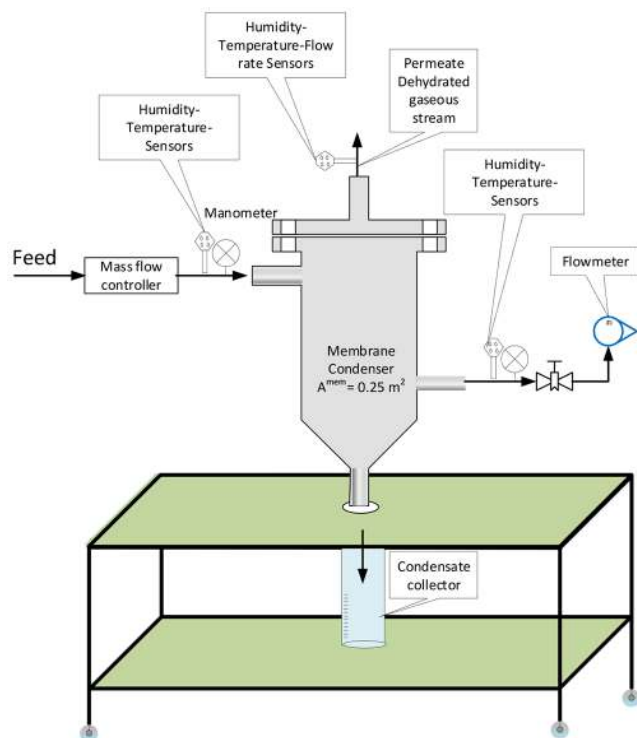 Humidity-
Temperature-Flow
rate Sensors
Permeate
Dehydrated
gaseous
stream
Humidity-
Temperature-
Sensors
Humidity-
Temperature-
Sensors
Manometer
Feed
Mass flow
controller
Flowmeter
Membrane
Condenser
A^mem = 0.25 m²
Condensate
collector